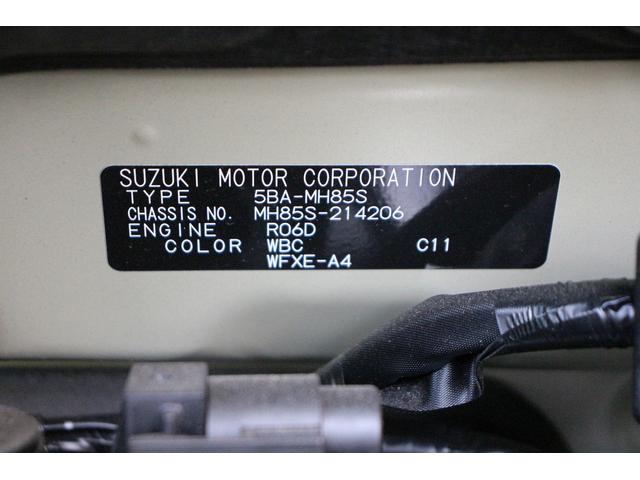 SUZUKI MOTOR CORPORATION
TYPE 5BA-MH85S
CHASSIS NO. MH85S-214206
ENGINE R06D
COLOR WBC C11
WFXE-A4